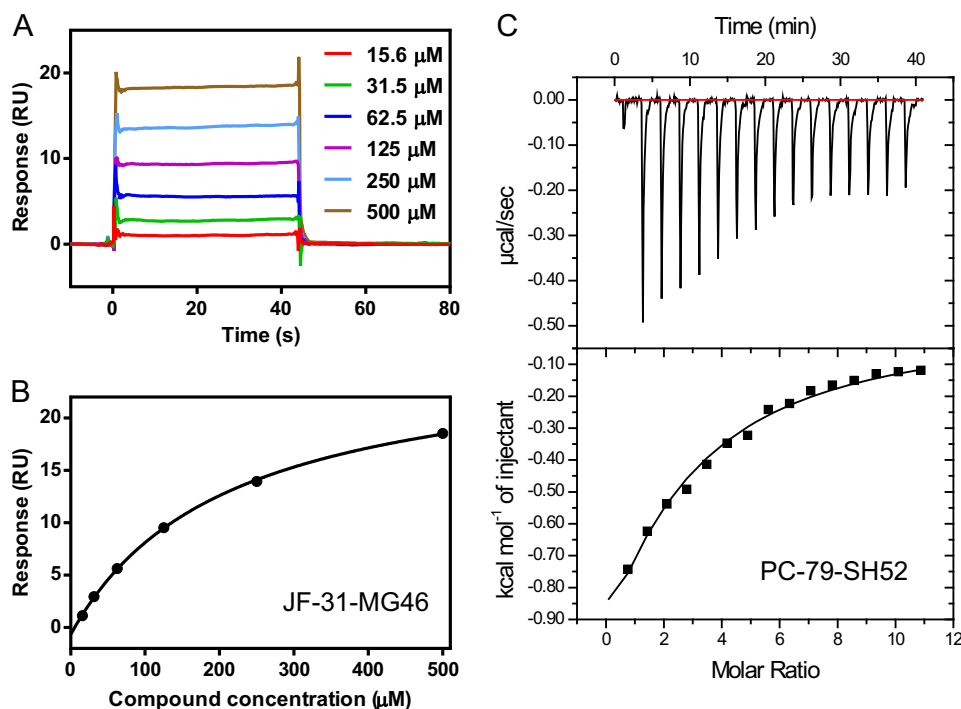 A
Response (RU)
20
10
0
15.6 μM
31.5 μM
62.5 μM
125 μM
250 μM
500 μM
0 20 40 60 80
Time (s)
B
Response (RU)
20
15
10
5
0
JF-31-MG46
0 100 200 300 400 500
Compound concentration (μM)
C
Time (min)
0 10 20 30 40
μcal/sec
0.00
-0.10
-0.20
-0.30
-0.40
-0.50
kcal mol⁻¹ of injectant
-0.10
-0.20
-0.30
-0.40
-0.50
-0.60
-0.70
-0.80
-0.90
PC-79-SH52
0 2 4 6 8 10 12
Molar Ratio